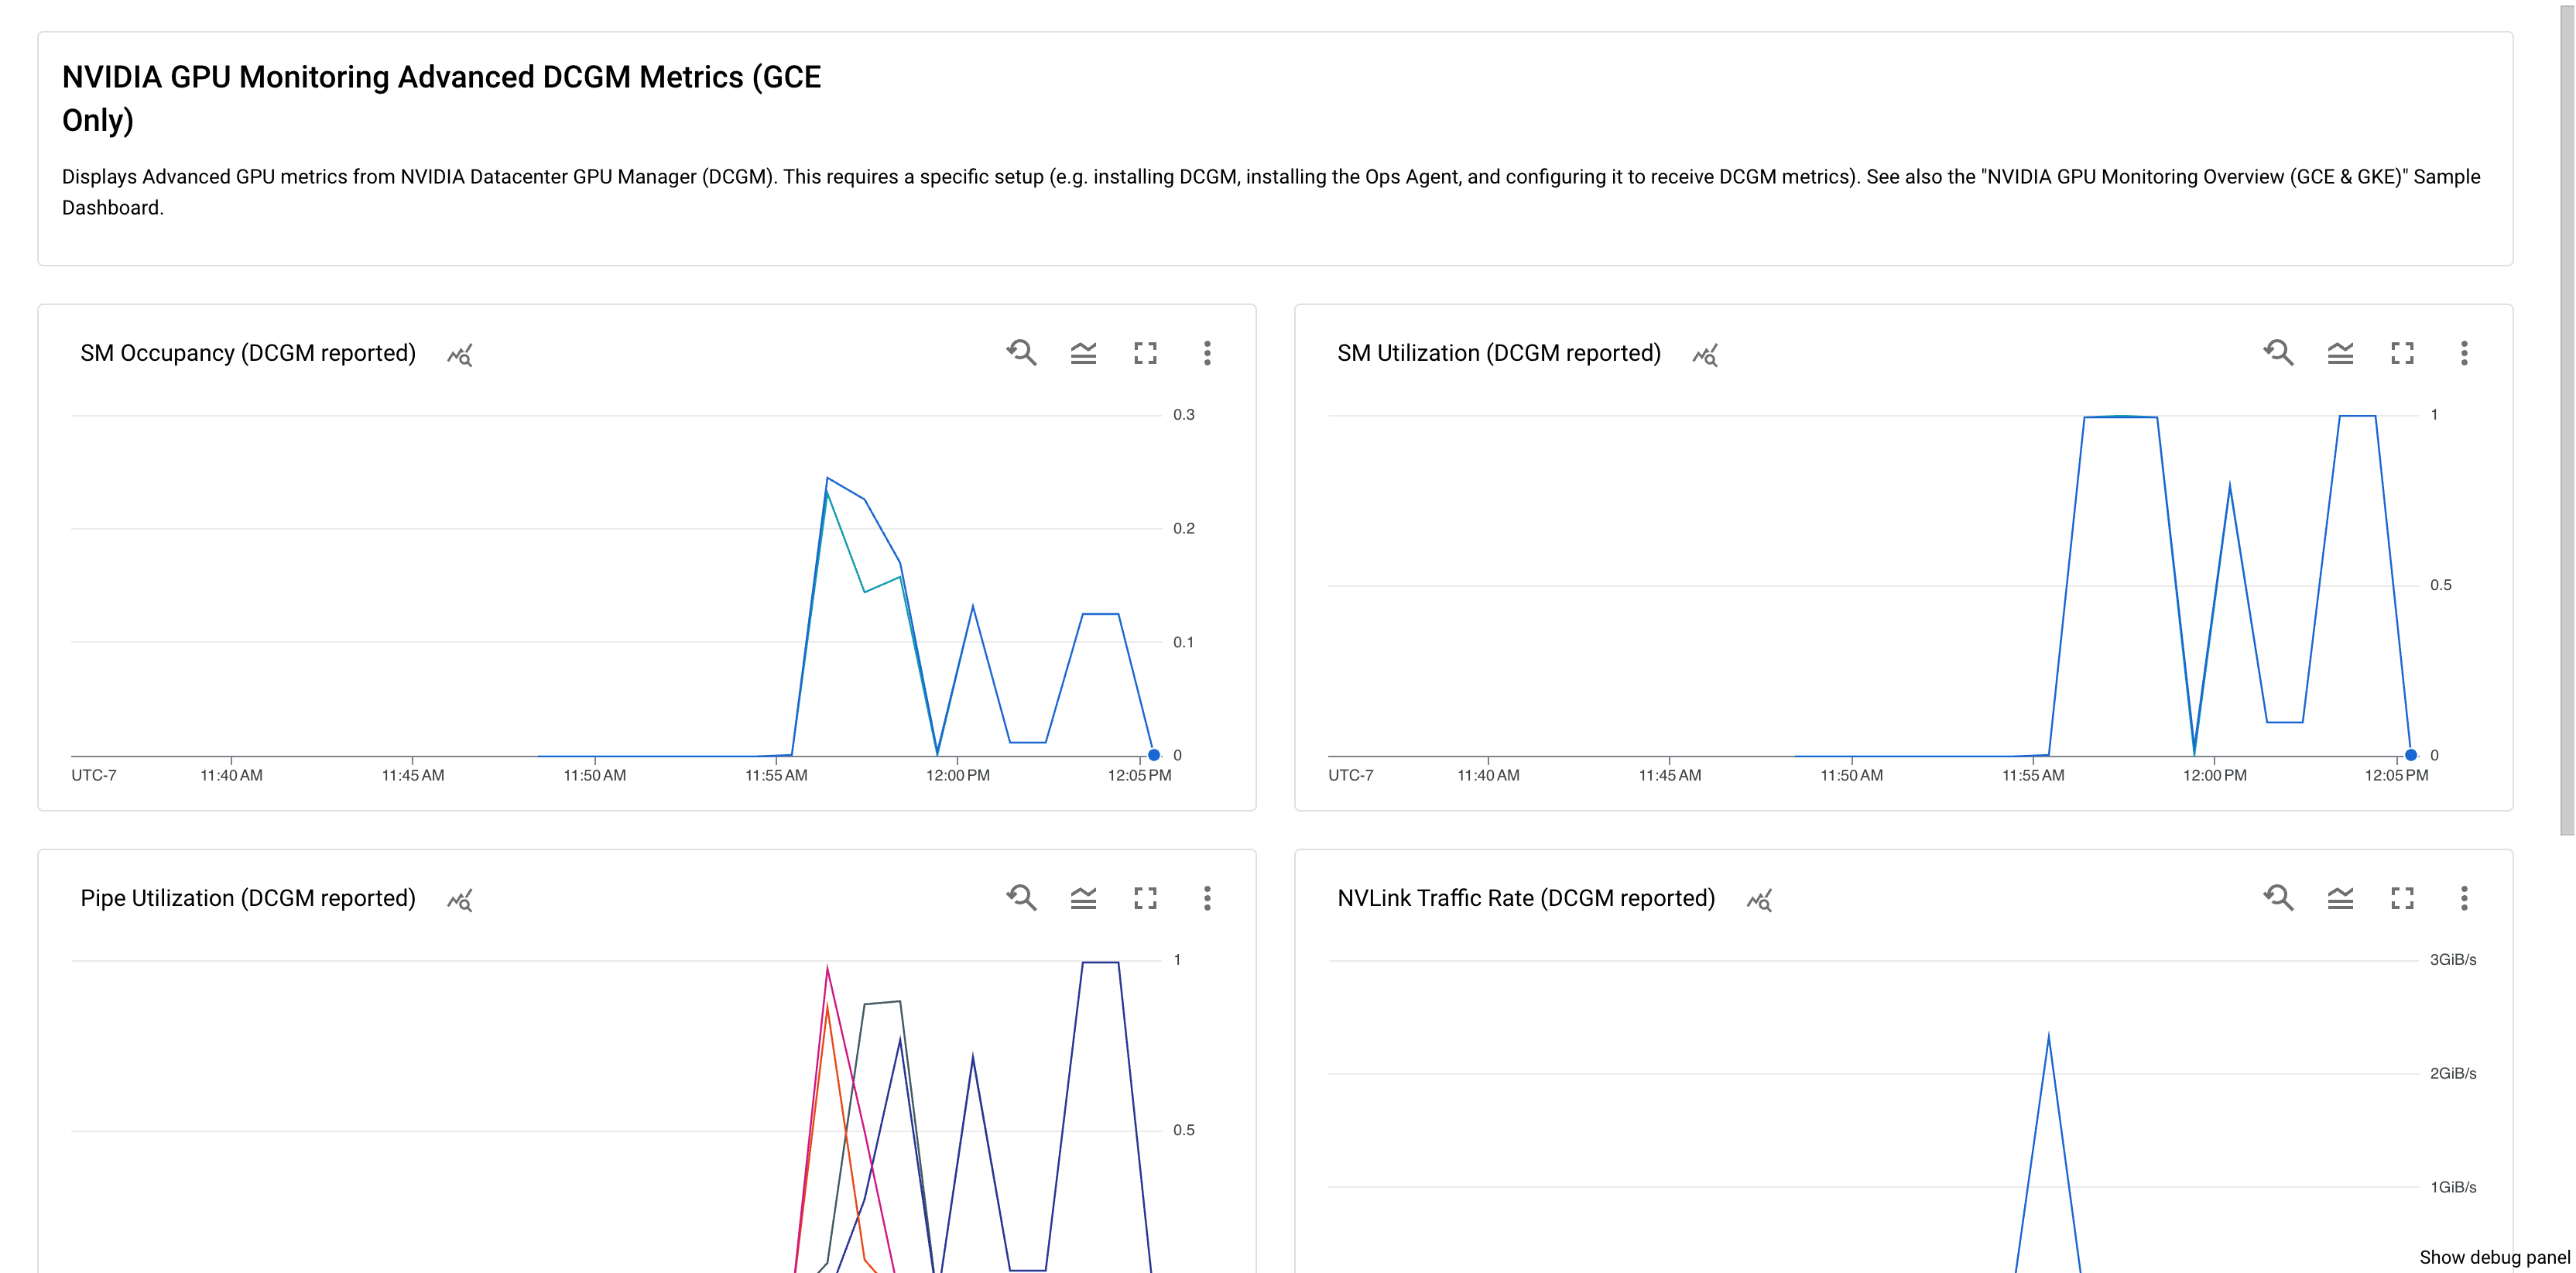 NVIDIA GPU Monitoring Advanced DCGM Metrics (GCE
Only)
Displays Advanced GPU metrics from NVIDIA Datacenter GPU Manager (DCGM). This requires a specific setup (e.g. installing DCGM, installing the Ops Agent, and configuring it to receive DCGM metrics). See also the "NVIDIA GPU Monitoring Overview (GCE & GKE)" Sample
Dashboard.
SM Occupancy (DCGM reported)
0.3
0.2
0.1
0
UTC-7 11:40 AM 11:45 AM 11:50 AM 11:55 AM 12:00 PM 12:05 PM
SM Utilization (DCGM reported)
1
0.5
0
UTC-7 11:40 AM 11:45 AM 11:50 AM 11:55 AM 12:00 PM 12:05 PM
Pipe Utilization (DCGM reported)
1
0.5
NVLink Traffic Rate (DCGM reported)
3GiB/s
2GiB/s
1GiB/s
Show debug panel